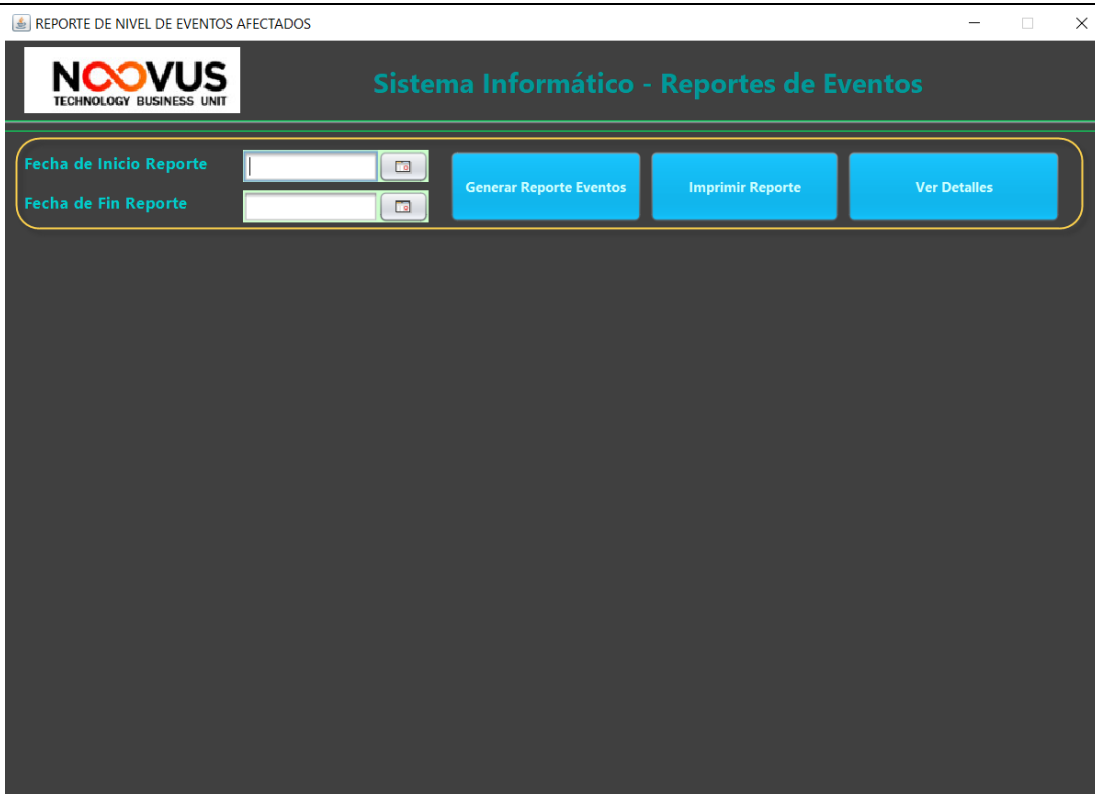 REPORTE DE NIVEL DE EVENTOS AFECTADOS
NOOVUS
TECHNOLOGY BUSINESS UNIT
Sistema Informático - Reportes de Eventos
Fecha de Inicio Reporte
Fecha de Fin Reporte
Generar Reporte Eventos
Imprimir Reporte
Ver Detalles